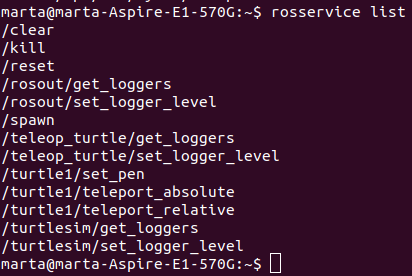 marta@marta-Aspire-E1-570G:~$ rosservice list
/clear
/kill
/reset
/rosout/get_loggers
/rosout/set_logger_level
/spawn
/teleop_turtle/get_loggers
/teleop_turtle/set_logger_level
/turtle1/set_pen
/turtle1/teleport_absolute
/turtle1/teleport_relative
/turtlesim/get_loggers
/turtlesim/set_logger_level
marta@marta-Aspire-E1-570G:~$